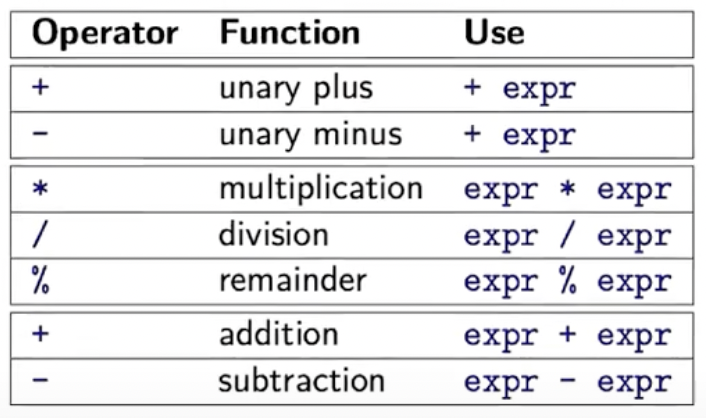 Operator Function Use
+ unary plus + expr
- unary minus + expr
* multiplication expr * expr
/ division expr / expr
% remainder expr % expr
+ addition expr + expr
- subtraction expr - expr